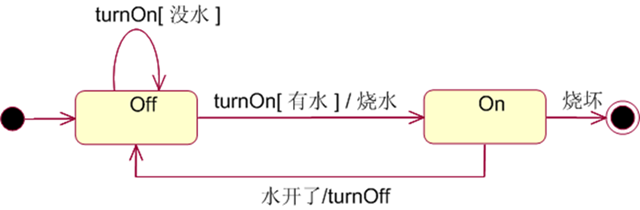 turnOn[ 没水 ]
Off
turnOn[ 有水 ] / 烧水
On
烧坏
水开了/turnOff